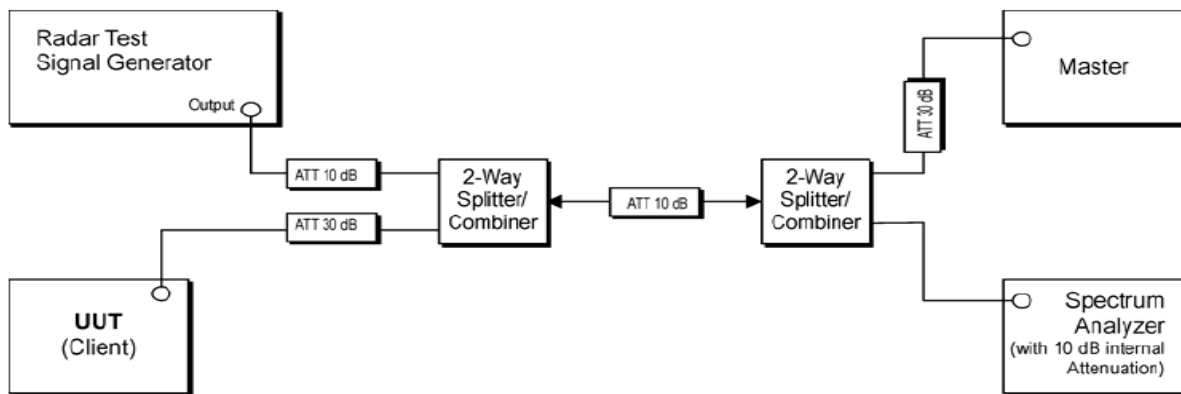 Radar Test
Signal Generator
Output
ATT 10 dB
2-Way
Splitter/
Combiner
ATT 30 dB
UUT
(Client)
ATT 10 dB
2-Way
Splitter/
Combiner
ATT 30 dB
Master
Spectrum
Analyzer
(with 10 dB internal
Attenuation)